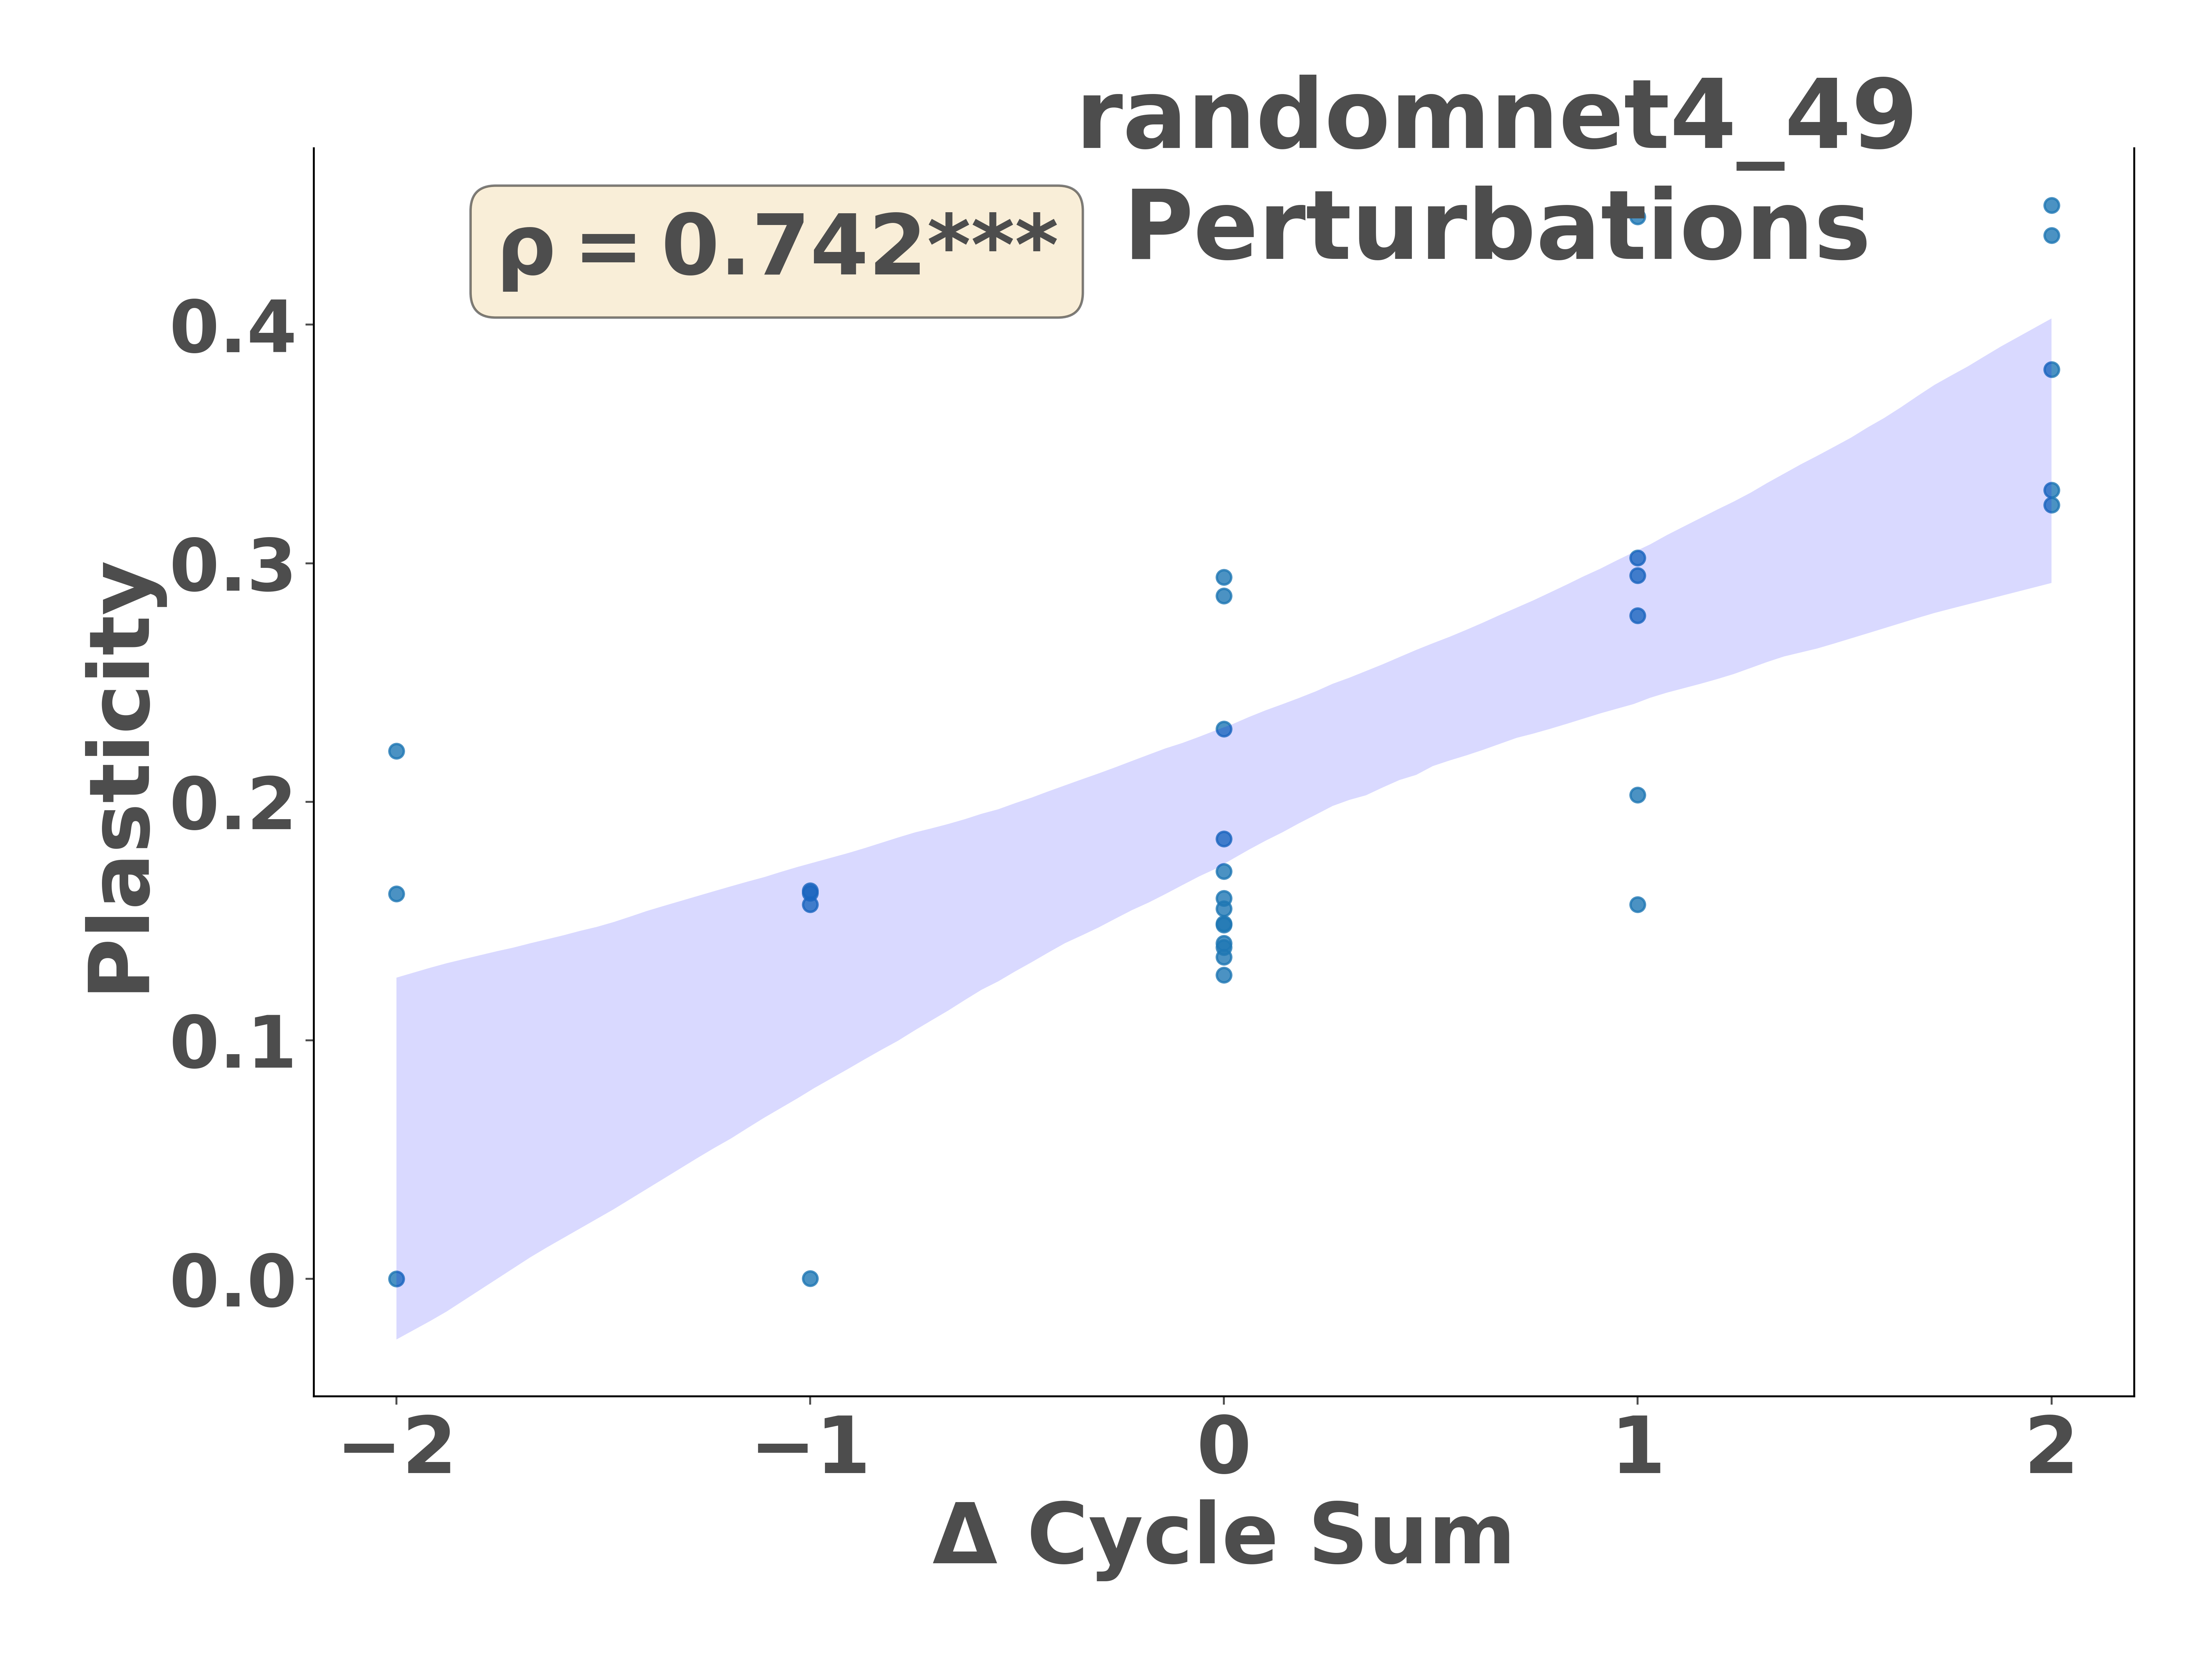 randomnet4_49
Perturbations
ρ = 0.742***
Plasticity
0.4
0.3
0.2
0.1
0.0
−2 −1 0 1 2
Δ Cycle Sum